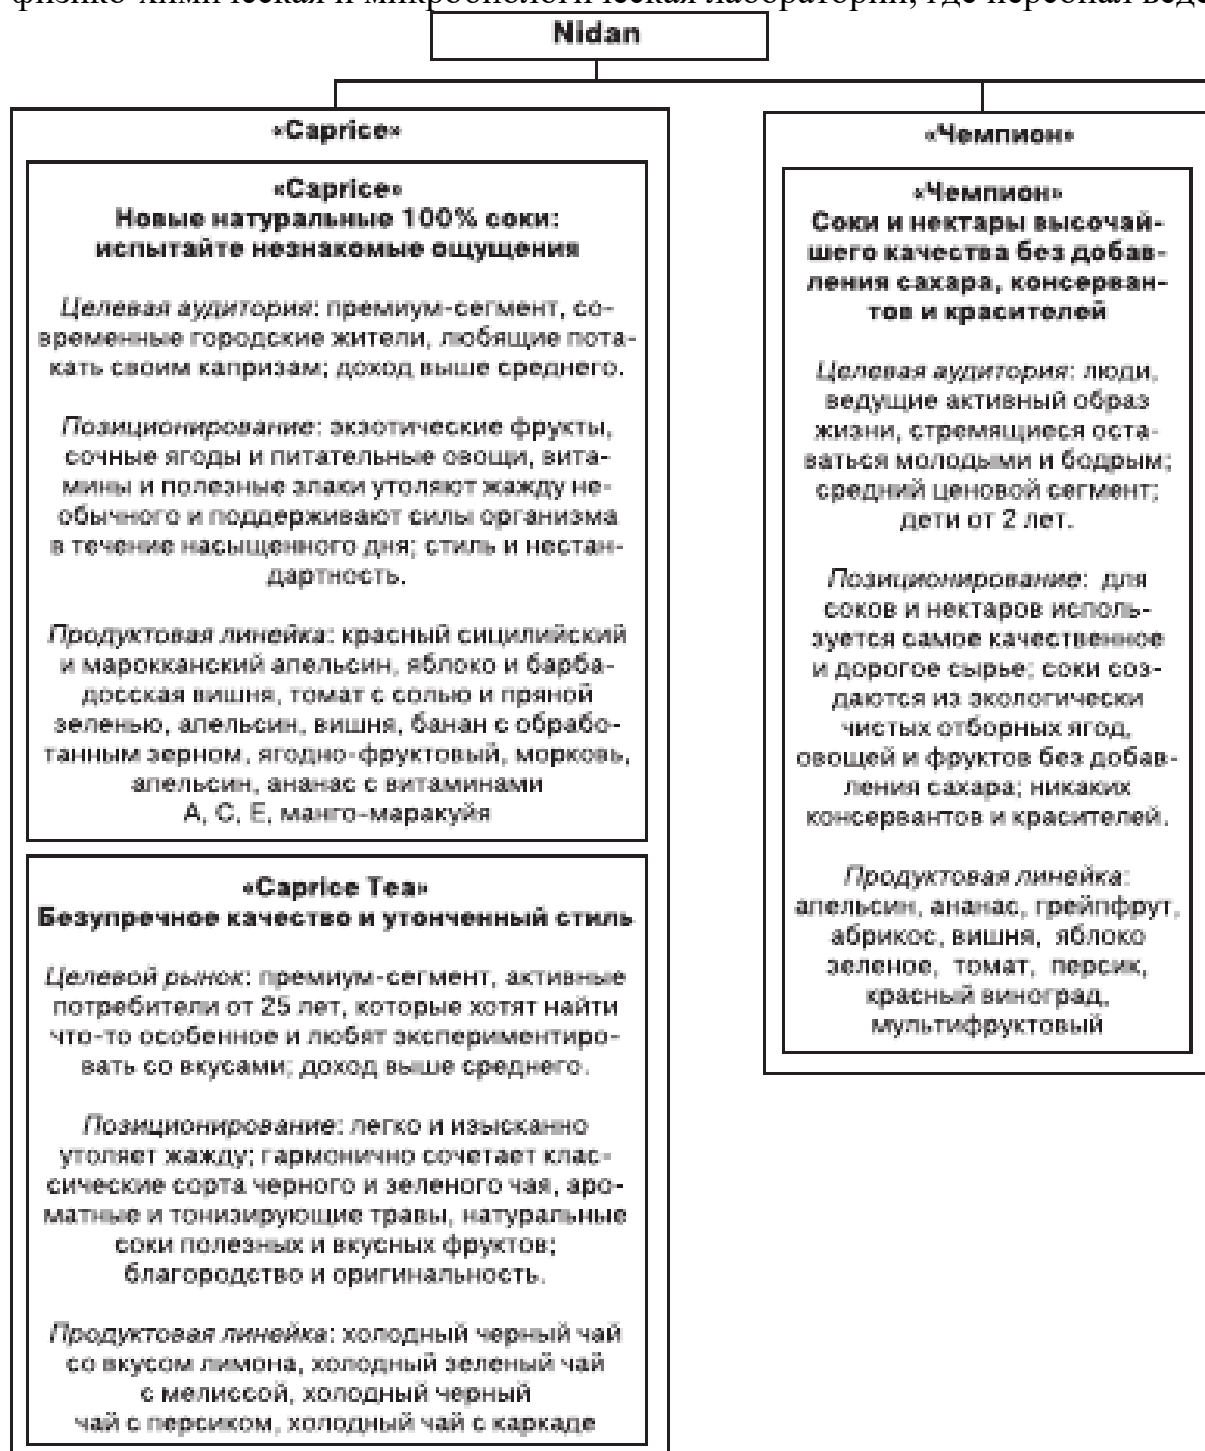 физико-химическая и микробиологическая лаборатории, где персонал веде
Nidan
«Caprice»
«Caprice»
Новые натуральные 100% соки:
испытайте незнакомые ощущения
Целевая аудитория: премиум-сегмент, со-
временные городские жители, любящие пота-
кать своим капризам; доход выше среднего.
Позиционирование: экзотические фрукты,
сочные ягоды и питательные овощи, вита-
мины и полезные злаки утоляют жажду не-
обычного и поддерживают силы организма
в течение насыщенного дня; стиль и нестан-
дартность.
Продуктовая линейка: красный сицилийский
и марокканский апельсин, яблоко и барба-
досская вишня, томат с солью и пряной
зеленью, апельсин, вишня, банан с обрабо-
танным зерном, ягодно-фруктовый, морковь,
апельсин, ананас с витаминами
А, С, Е, манго-маракуйя
«Caprice Tea»
Безупречное качество и утонченный стиль
Целевой рынок: премиум-сегмент, активные
потребители от 25 лет, которые хотят найти
что-то особенное и любят экспериментиро-
вать со вкусами; доход выше среднего.
Позиционирование: легко и изысканно
утоляет жажду; гармонично сочетает клас-
сические сорта черного и зеленого чая, аро-
матные и тонизирующие травы, натуральные
соки полезных и вкусных фруктов;
благородство и оригинальность.
Продуктовая линейка: холодный черный чай
со вкусом лимона, холодный зеленый чай
с мелиссой, холодный черный
чай с персиком, холодный чай с каркаде
«Чемпион»
«Чемпион»
Соки и нектары высочай-
шего качества без добав-
ления сахара, консерван-
тов и красителей
Целевая аудитория: люди,
ведущие активный образ
жизни, стремящиеся оста-
ваться молодыми и бодрым;
средний ценовой сегмент;
дети от 2 лет.
Позиционирование: для
соков и нектаров исполь-
зуется самое качественное
и дорогое сырье; соки соз-
даются из экологически
чистых отборных ягод,
овощей и фруктов без добав-
ления сахара; никаких
консервантов и красителей.
Продуктовая линейка:
апельсин, ананас, грейпфрут,
абрикос, вишня, яблоко
зеленое, томат, персик,
красный виноград,
мультифруктовый